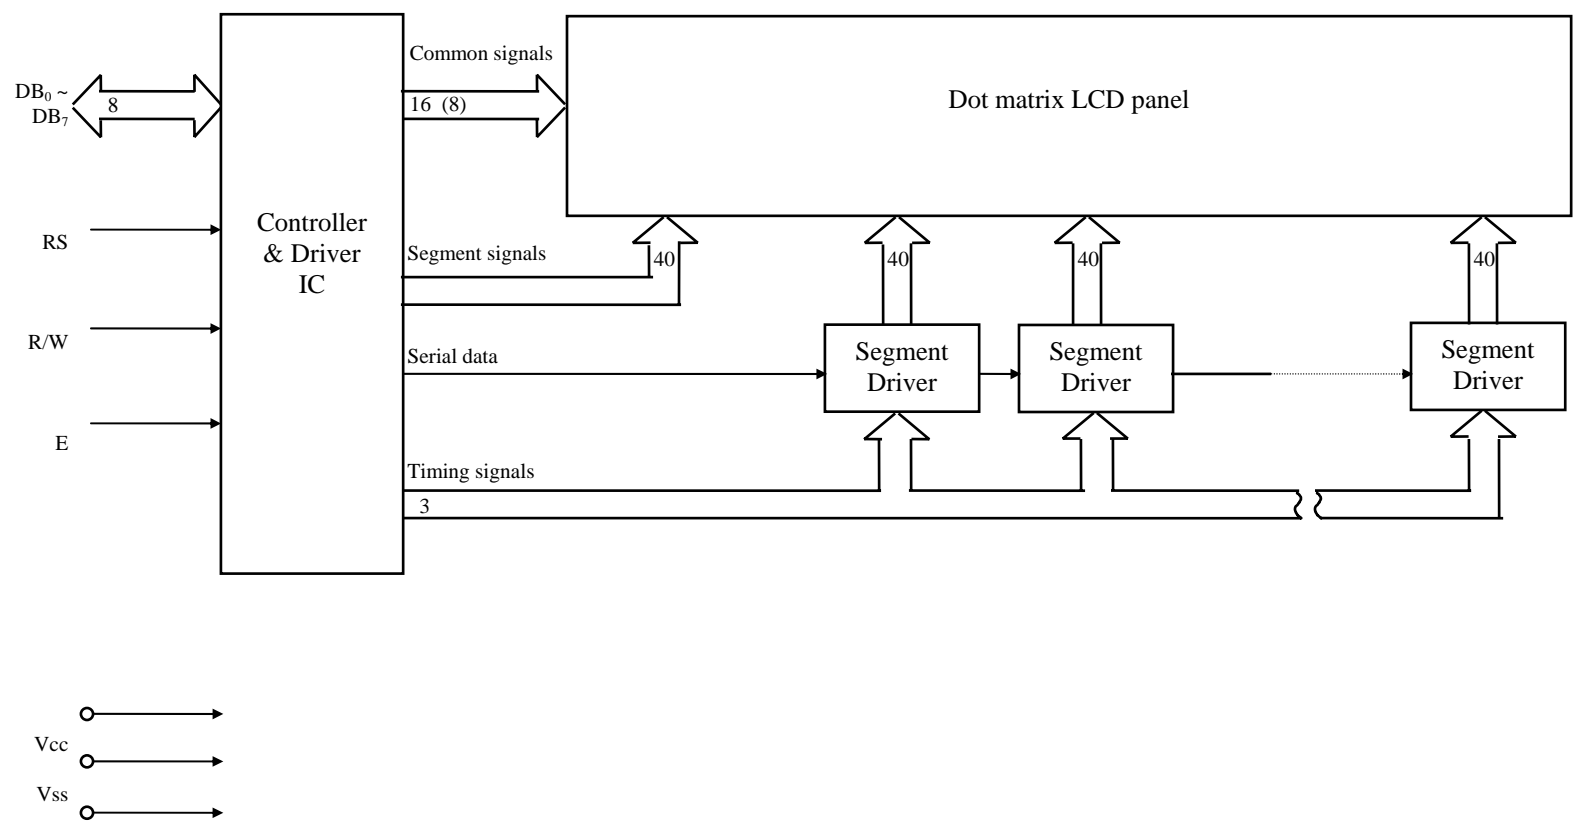 Common signals
DB0 ~
DB7
8
16 (8)
Dot matrix LCD panel
Controller
& Driver
IC
RS
Segment signals
40
40
40
40
R/W
Serial data
Segment
Driver
Segment
Driver
Segment
Driver
E
Timing signals
3
Vcc
Vss